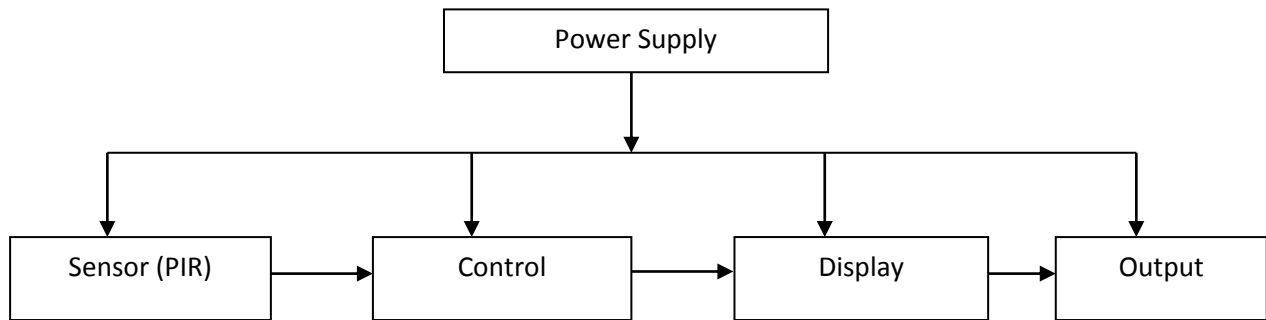 Power Supply
Sensor (PIR)
Control
Display
Output